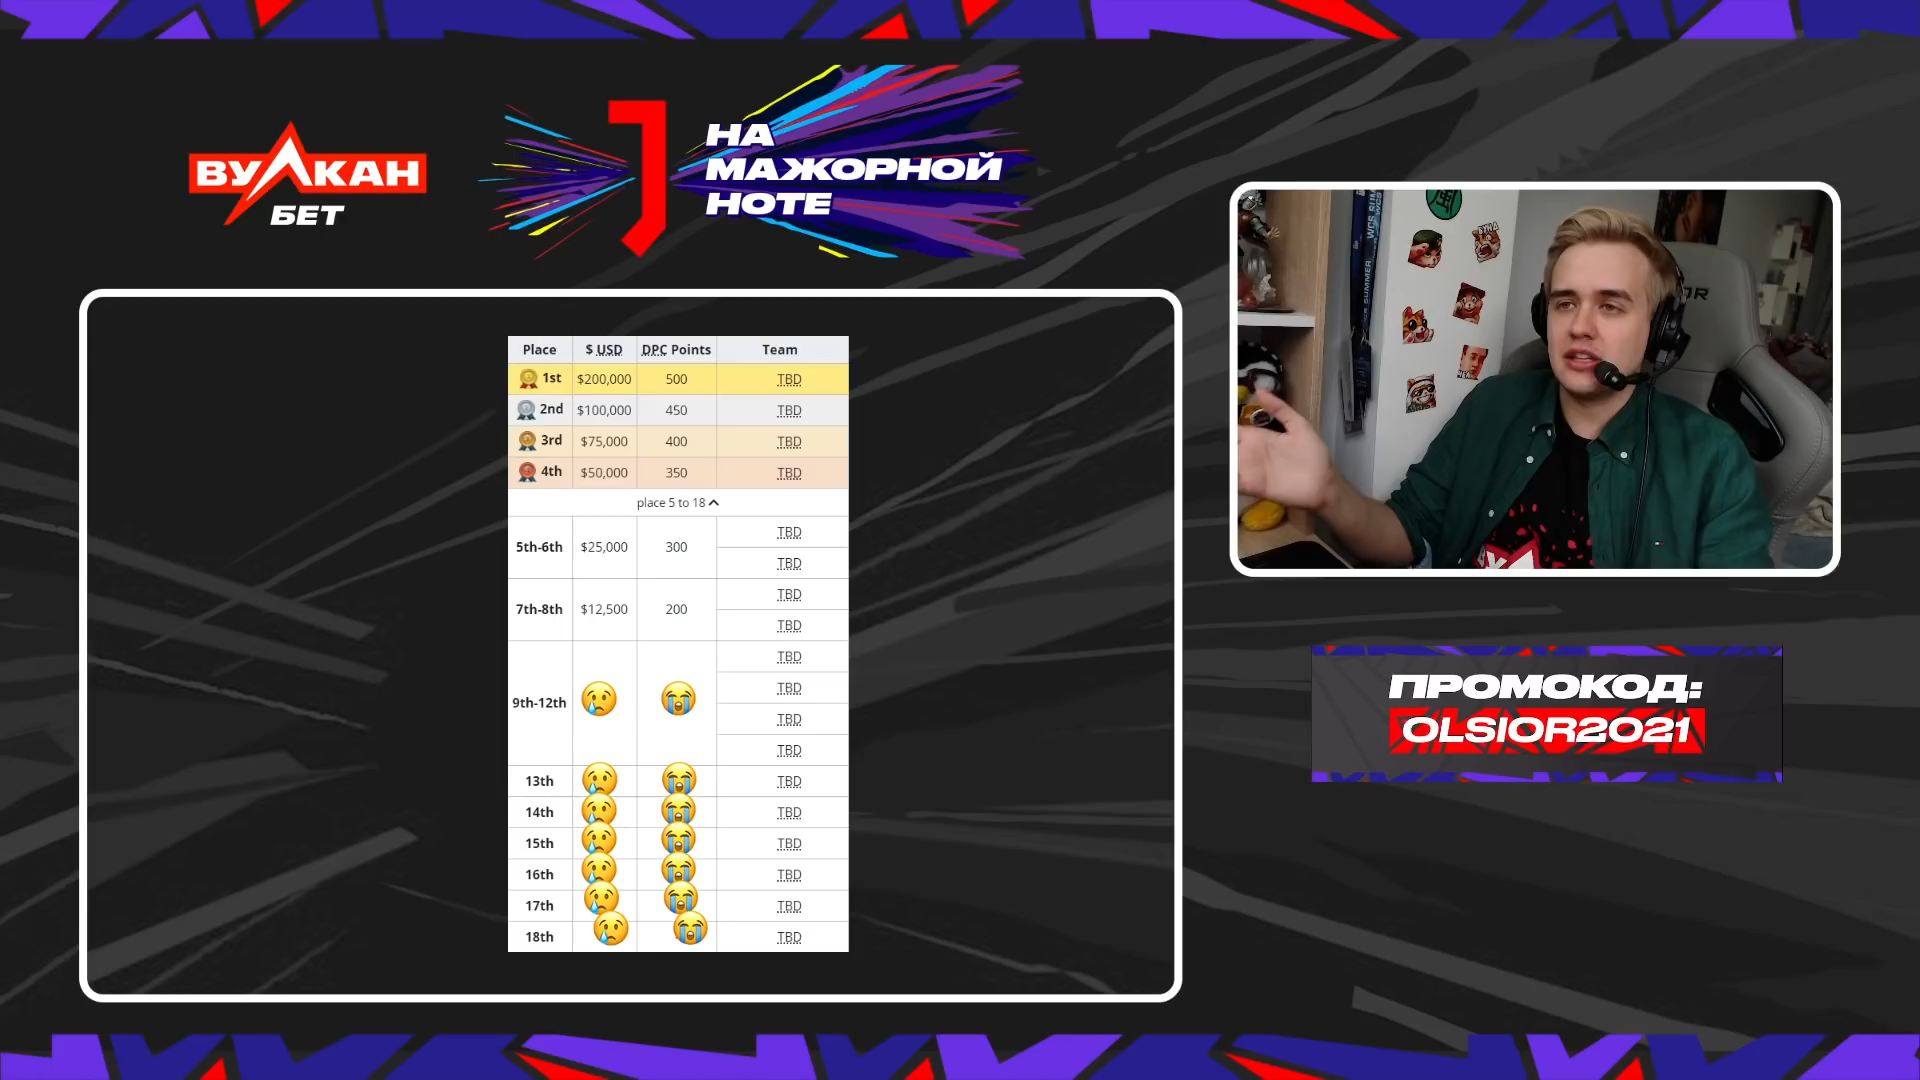 ВУЛКАН
БЕТ
НА
МАЖОРНОЙ
НОТЕ
Place $ USD DPC Points Team
1st $200,000 500 TBD
2nd $100,000 450 TBD
3rd $75,000 400 TBD
4th $50,000 350 TBD
place 5 to 18
5th-6th $25,000 300 TBD
TBD
7th-8th $12,500 200 TBD
TBD
9th-12th TBD
TBD
TBD
TBD
13th TBD
14th TBD
15th TBD
16th TBD
17th TBD
18th TBD
ПРОМОКОД:
OLSIOR2021